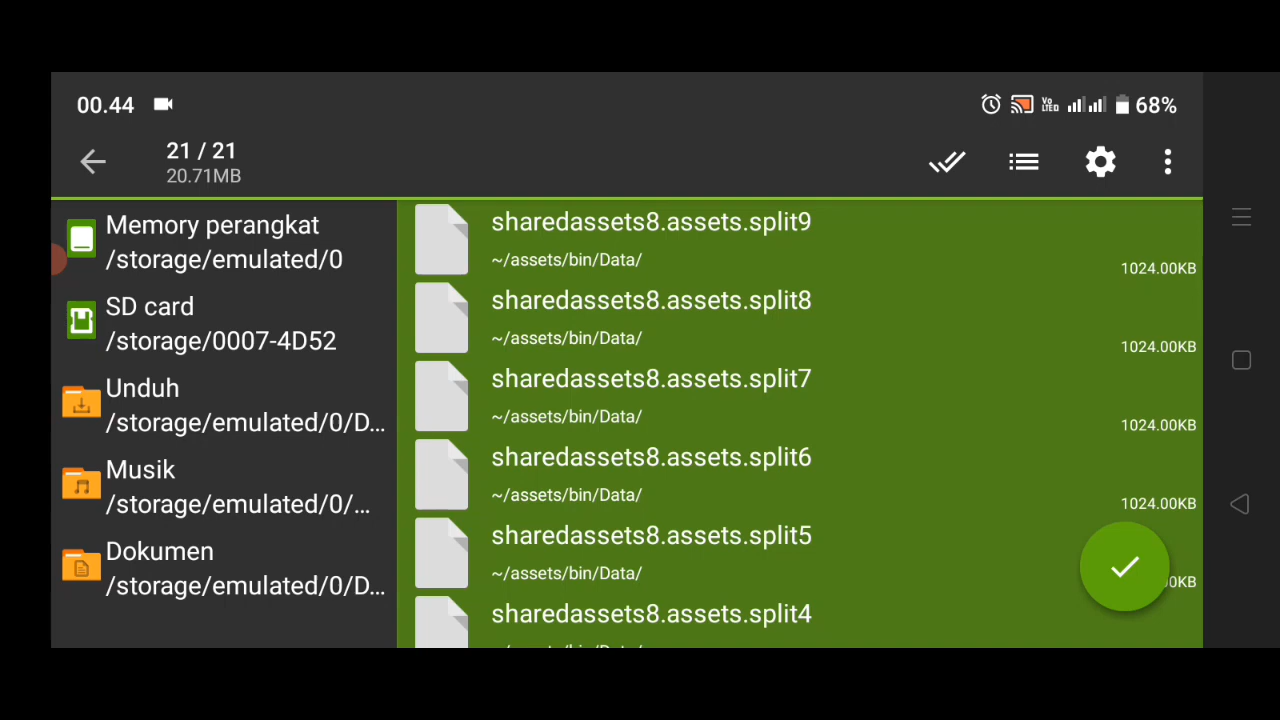 00.44
VoLTED 68%
21 / 21
20.71MB
Memory perangkat
/storage/emulated/0
SD card
/storage/0007-4D52
Unduh
/storage/emulated/0/D...
Musik
/storage/emulated/0/...
Dokumen
/storage/emulated/0/D...
sharedassets8.assets.split9
~/assets/bin/Data/
1024.00KB
sharedassets8.assets.split8
~/assets/bin/Data/
1024.00KB
sharedassets8.assets.split7
~/assets/bin/Data/
1024.00KB
sharedassets8.assets.split6
~/assets/bin/Data/
1024.00KB
sharedassets8.assets.split5
~/assets/bin/Data/
0KB
sharedassets8.assets.split4